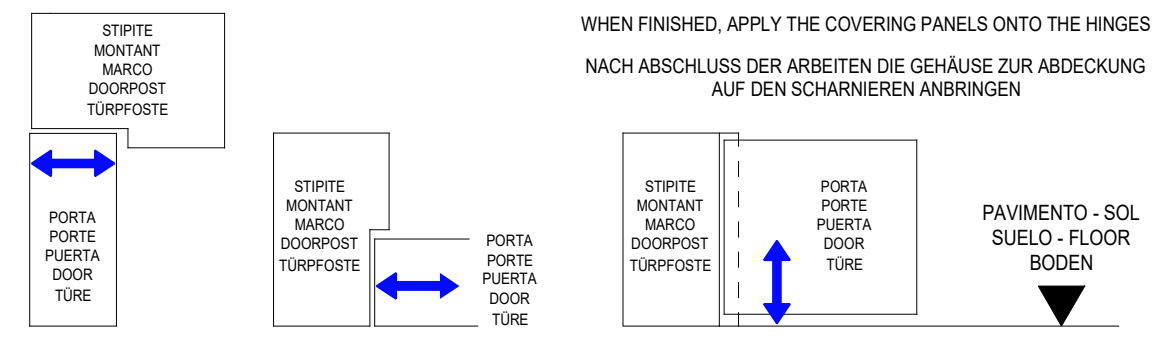 STIPITE
MONTANT
MARCO
DOORPOST
TÜRPFOSTE
PORTA
PORTE
PUERTA
DOOR
TÜRE
STIPITE
MONTANT
MARCO
DOORPOST
TÜRPFOSTE
PORTA
PORTE
PUERTA
DOOR
TÜRE
WHEN FINISHED, APPLY THE COVERING PANELS ONTO THE HINGES
NACH ABSCHLUSS DER ARBEITEN DIE GEHÄUSE ZUR ABDECKUNG
AUF DEN SCHARNIEREN ANBRINGEN
STIPITE
MONTANT
MARCO
DOORPOST
TÜRPFOSTE
PORTA
PORTE
PUERTA
DOOR
TÜRE
PAVIMENTO - SOL
SUELO - FLOOR
BODEN